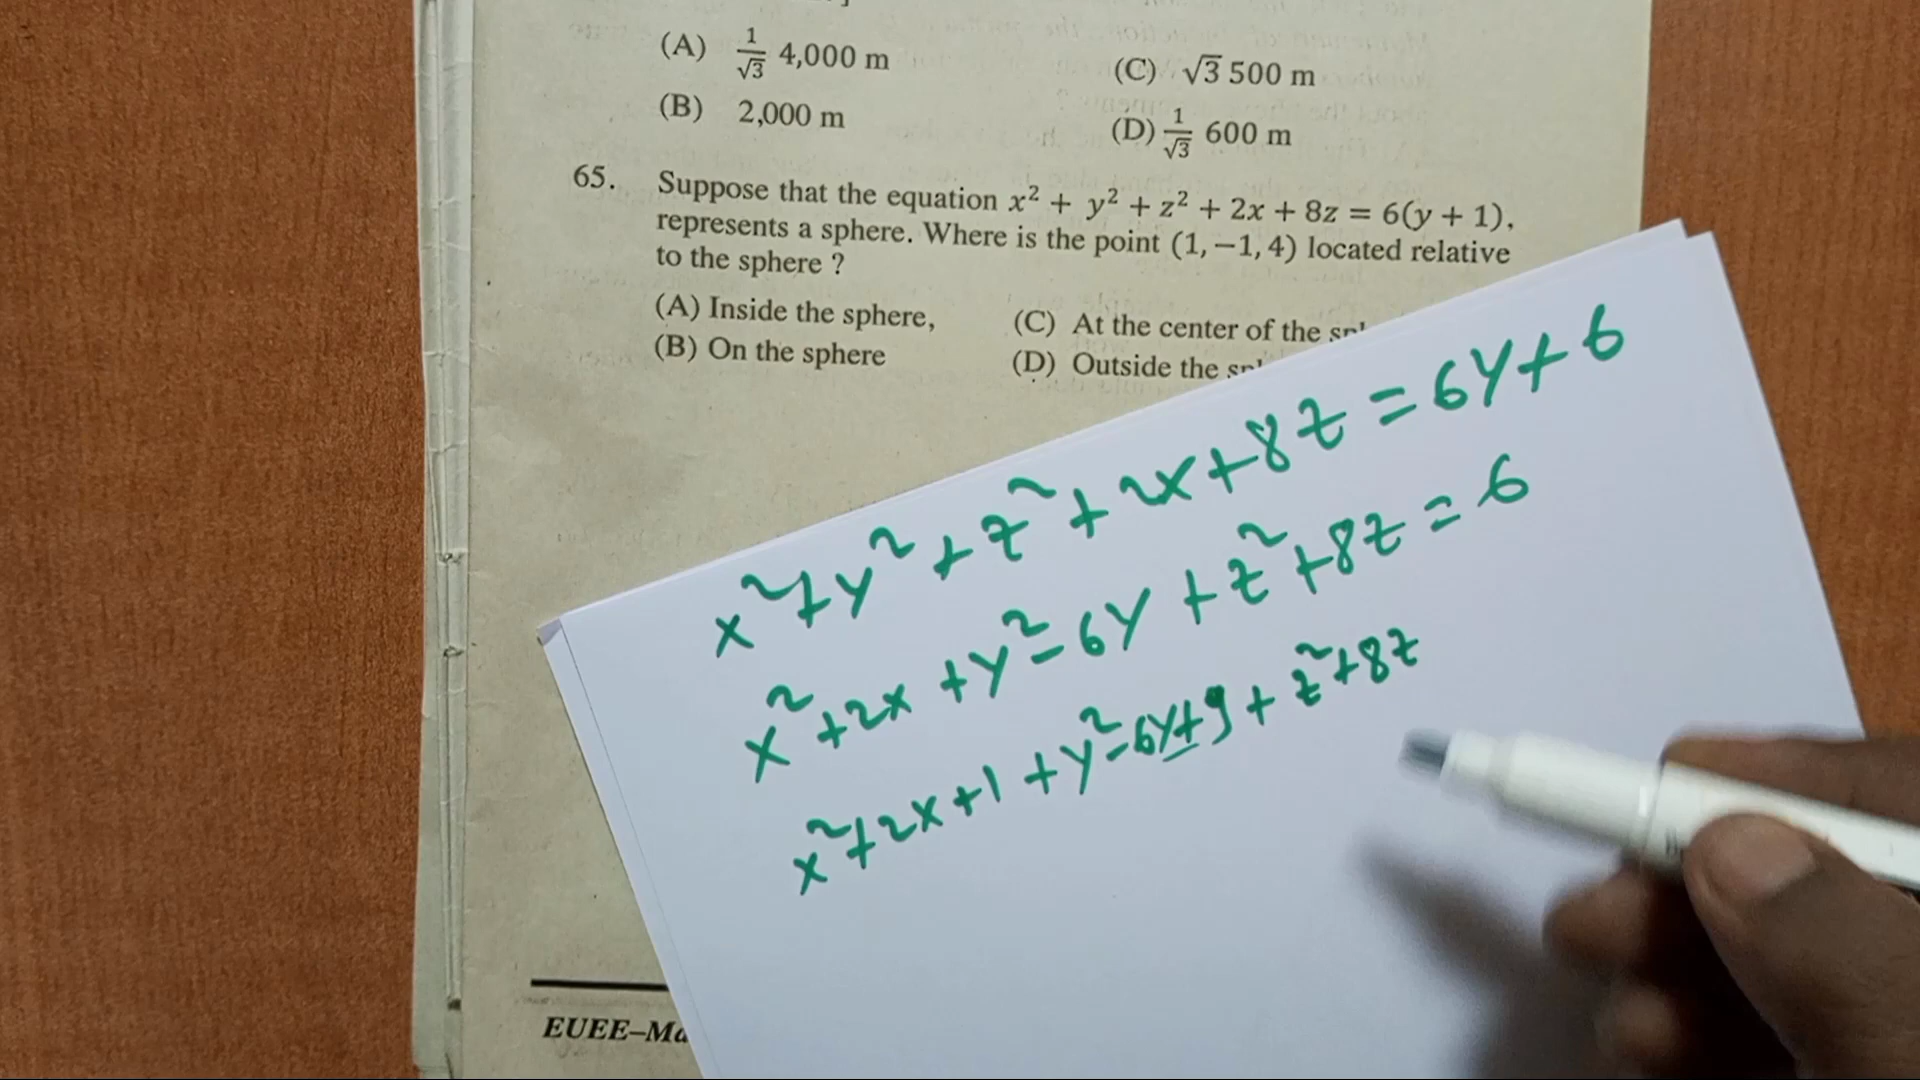 (A) 1/√3 4,000 m (C) √3 500 m
(B) 2,000 m (D) 1/√3 600 m
65. Suppose that the equation x² + y² + z² + 2x + 8z = 6(y + 1),
represents a sphere. Where is the point (1, −1, 4) located relative
to the sphere ?
(A) Inside the sphere, (C) At the center of the
(B) On the sphere (D) Outside the
x²+y²+z²+2x+8z=6y+6
x²+2x+y²−6y+z²+8z=6
x²+2x+1+y²−6y+9+z²+8z